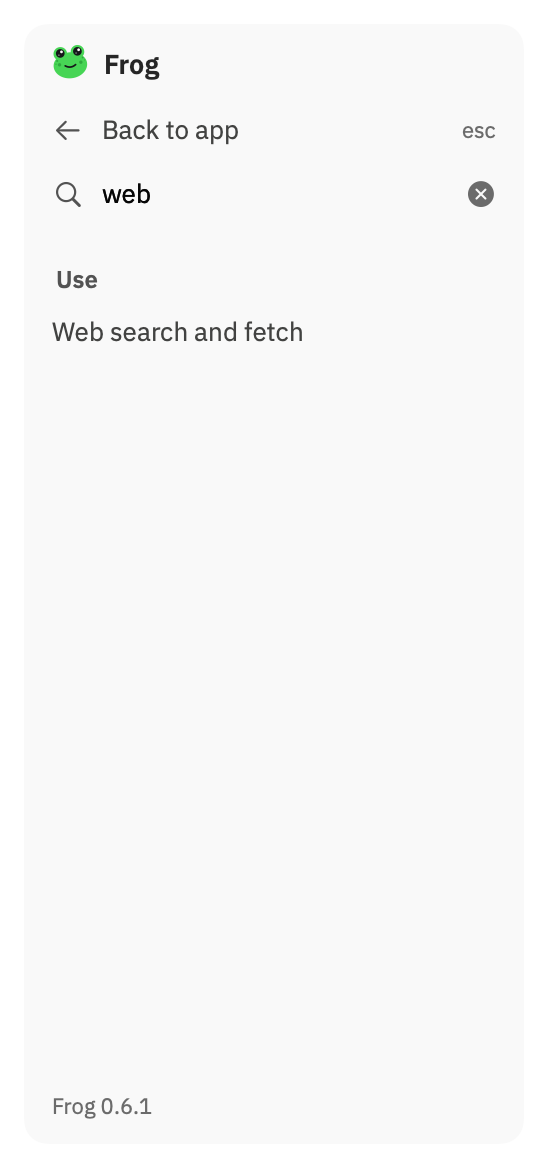 Frog
Back to app esc
web
Use
Web search and fetch
Frog 0.6.1